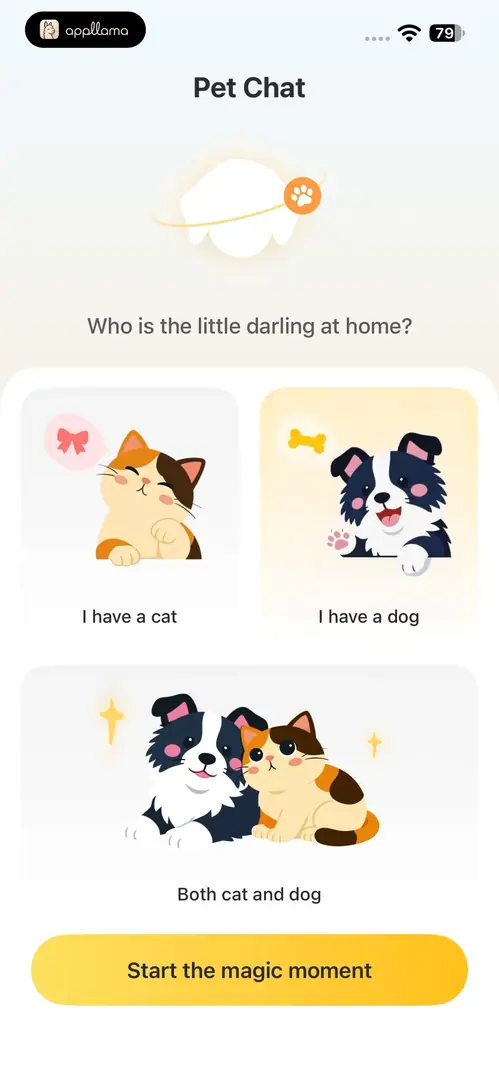 appllama
79
Pet Chat
Who is the little darling at home?
I have a cat
I have a dog
Both cat and dog
Start the magic moment